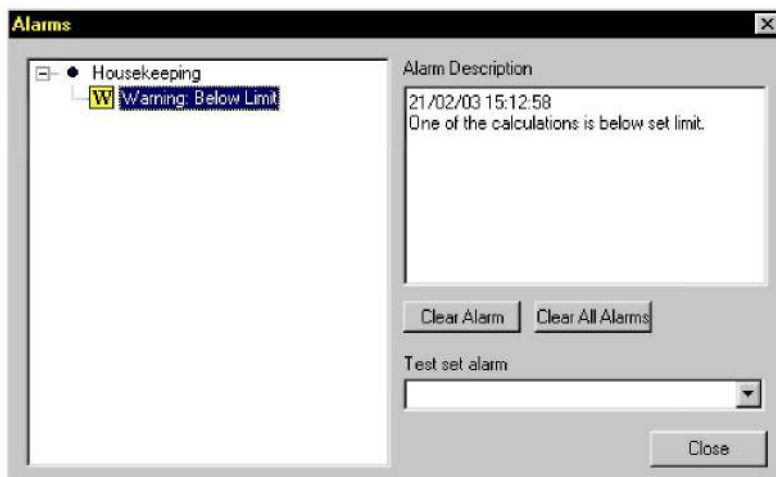 Alarms
Housekeeping
W Warning: Below Limit
Alarm Description
21/02/03 15:12:58
One of the calculations is below set limit.
Clear Alarm
Clear All Alarms
Test set alarm
Close